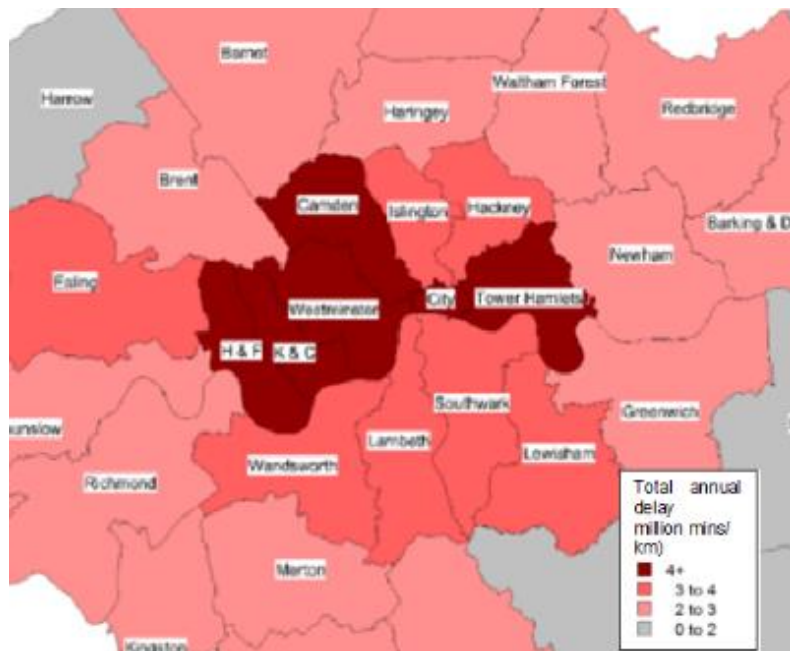 Barnet
Waltham Forest
Harrow
Redbridge
Haringey
Brent
Camden
Islington
Hackney
Barking & D
Newham
Ealing
Westminster
City
Tower Hamlets
H & F
K & C
Southwark
Greenwich
unslow
Lambeth
Lewisham
Wandsworth
Richmond
Total annual
delay
million mins/
km)
4+
3 to 4
2 to 3
0 to 2
Merton
Kingston